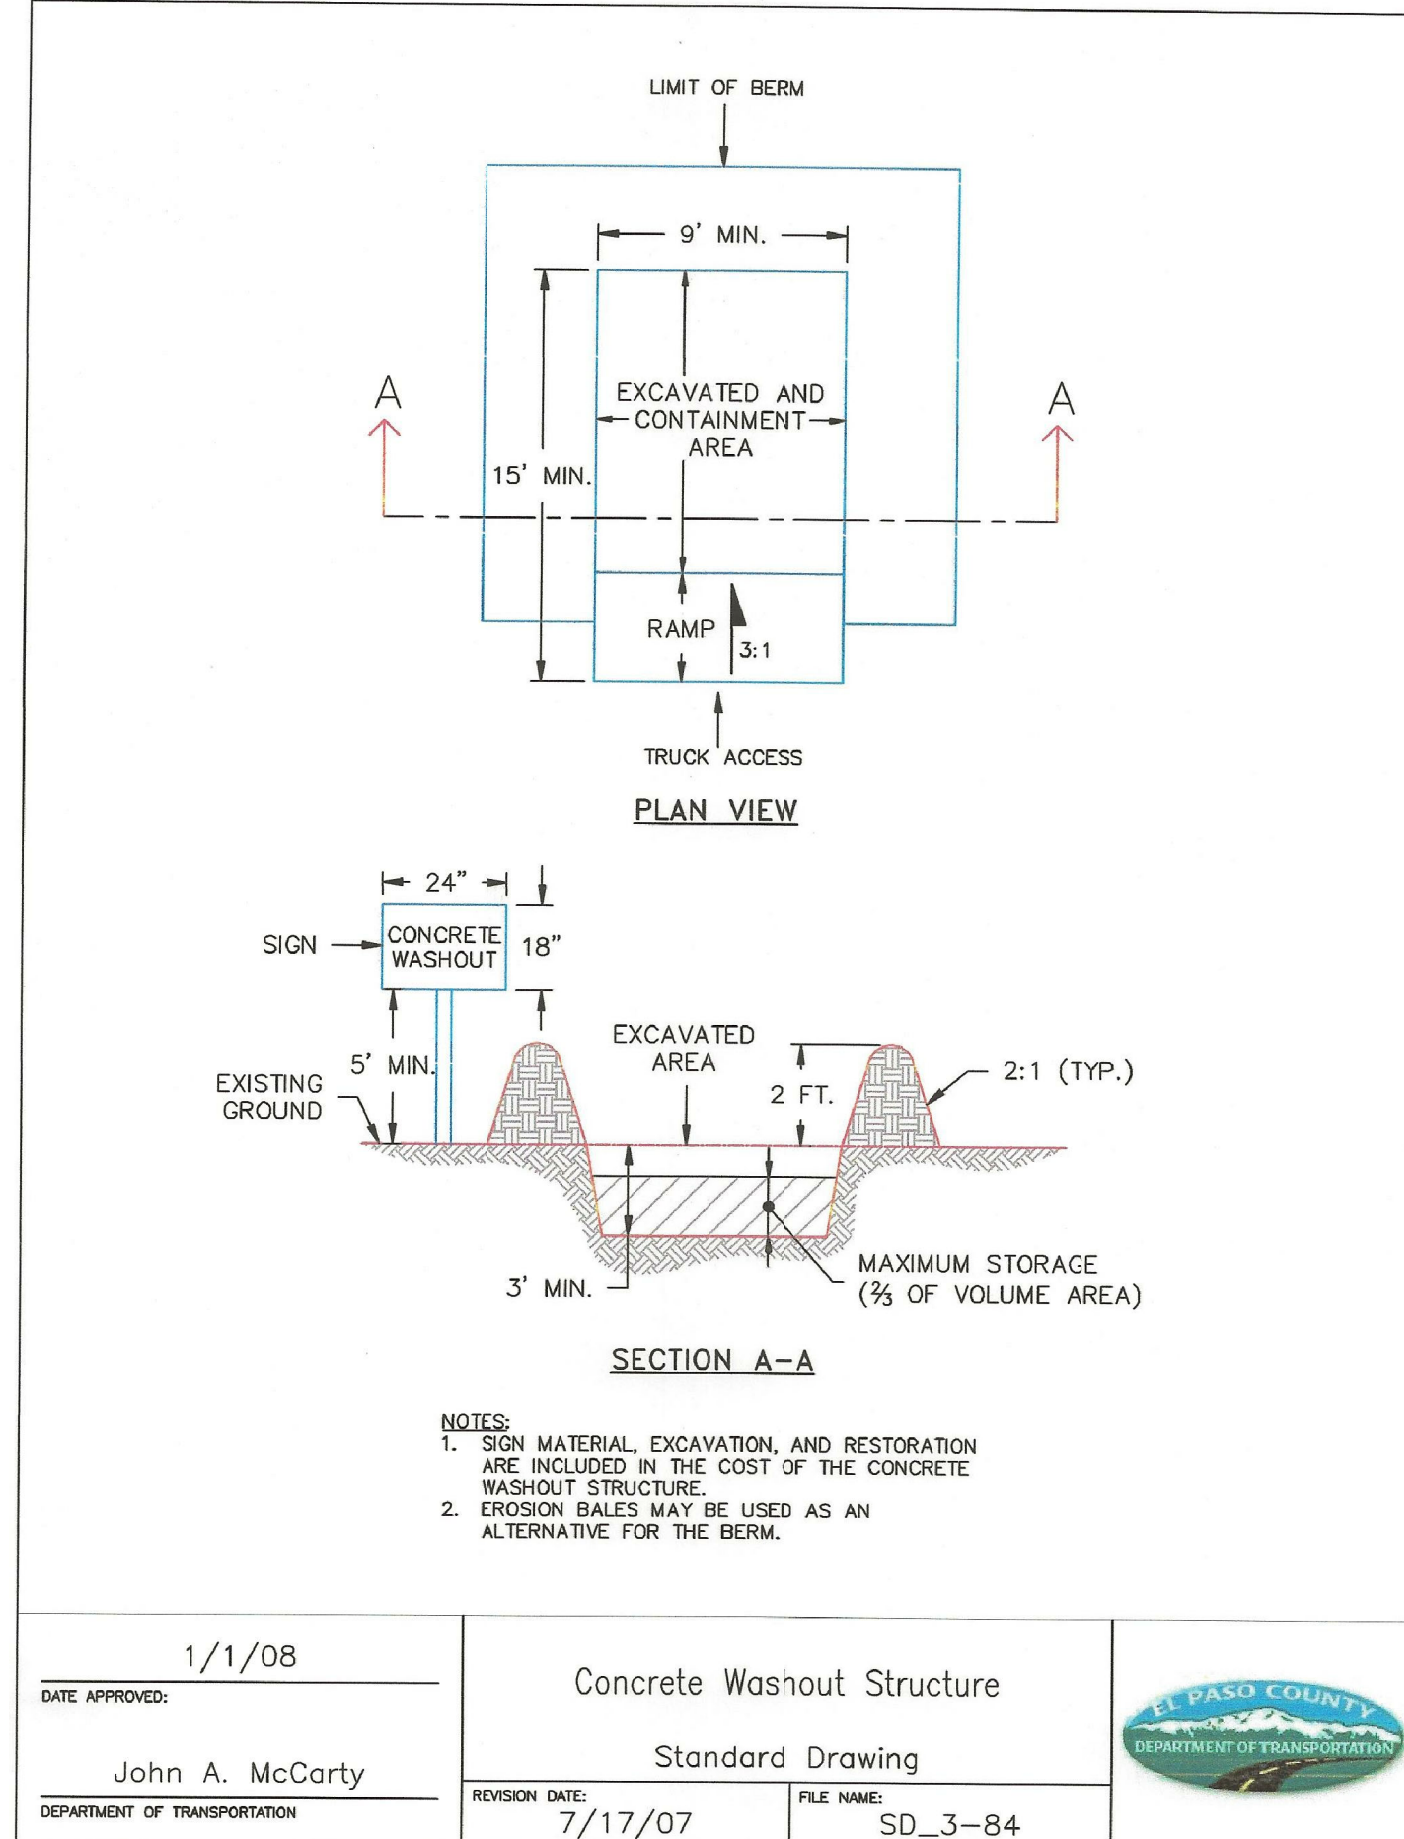 LIMIT OF BERM
9' MIN.
A
A
EXCAVATED AND
CONTAINMENT
AREA
15' MIN.
RAMP
3:1
TRUCK ACCESS
PLAN VIEW
24"
SIGN
CONCRETE
WASHOUT
18"
5' MIN.
EXISTING
GROUND
EXCAVATED
AREA
2 FT.
2:1 (TYP.)
3' MIN.
MAXIMUM STORAGE
(⅔ OF VOLUME AREA)
SECTION A-A
NOTES:
1. SIGN MATERIAL, EXCAVATION, AND RESTORATION
ARE INCLUDED IN THE COST OF THE CONCRETE
WASHOUT STRUCTURE.
2. EROSION BALES MAY BE USED AS AN
ALTERNATIVE FOR THE BERM.
1/1/08
DATE APPROVED:
John A. McCarty
DEPARTMENT OF TRANSPORTATION
Concrete Washout Structure
Standard Drawing
REVISION DATE:
7/17/07
FILE NAME:
SD_3-84
EL PASO COUNTY
DEPARTMENT OF TRANSPORTATION